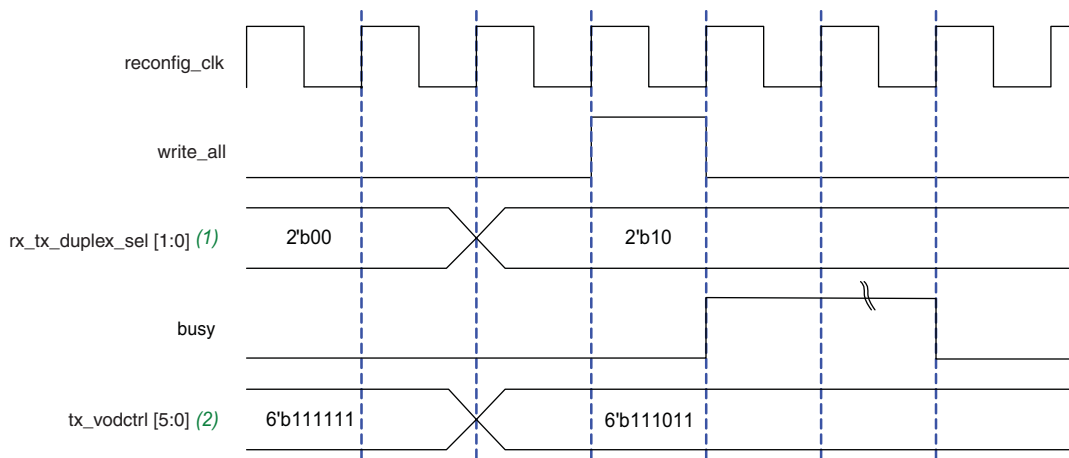 reconfig_clk
write_all
rx_tx_duplex_sel [1:0] (1)
2'b00
2'b10
busy
tx_vodctrl [5:0] (2)
6'b111111
6'b111011